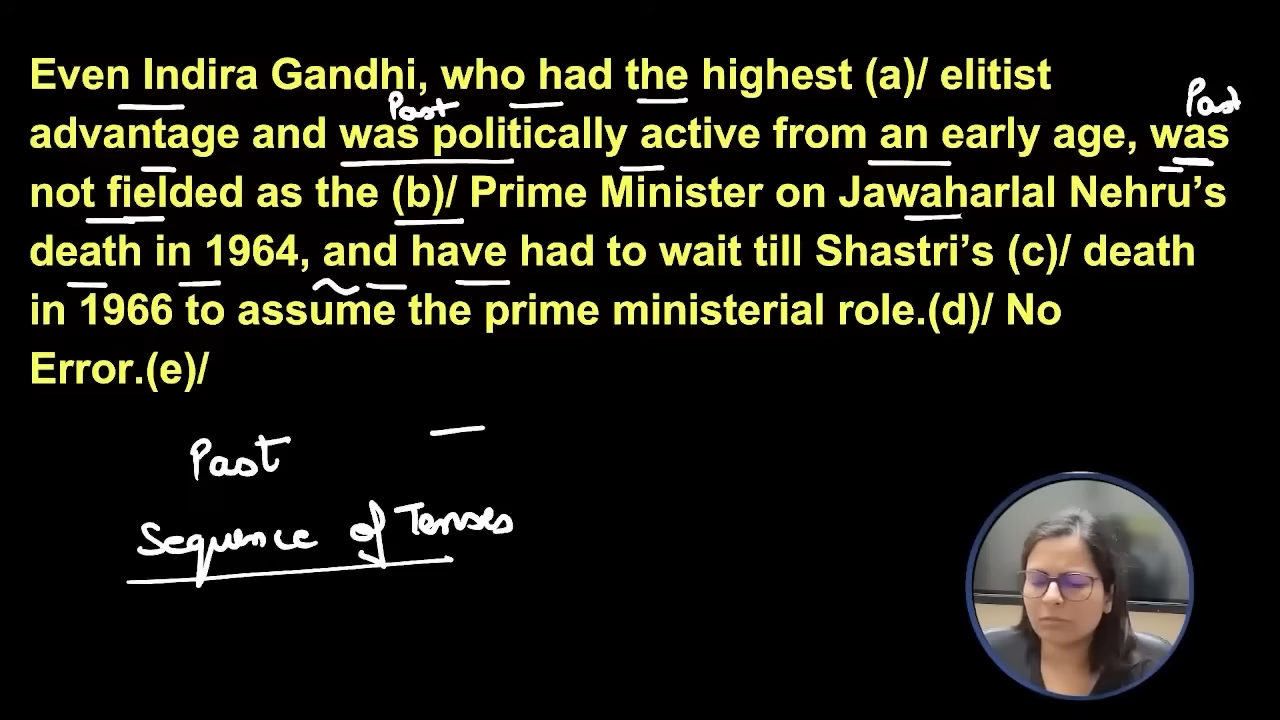 Even Indira Gandhi, who had the highest (a)/ elitist
Past Past
advantage and was politically active from an early age, was
not fielded as the (b)/ Prime Minister on Jawaharlal Nehru’s
death in 1964, and have had to wait till Shastri’s (c)/ death
in 1966 to assume the prime ministerial role.(d)/ No
Error.(e)/
Past
Sequence of Tenses